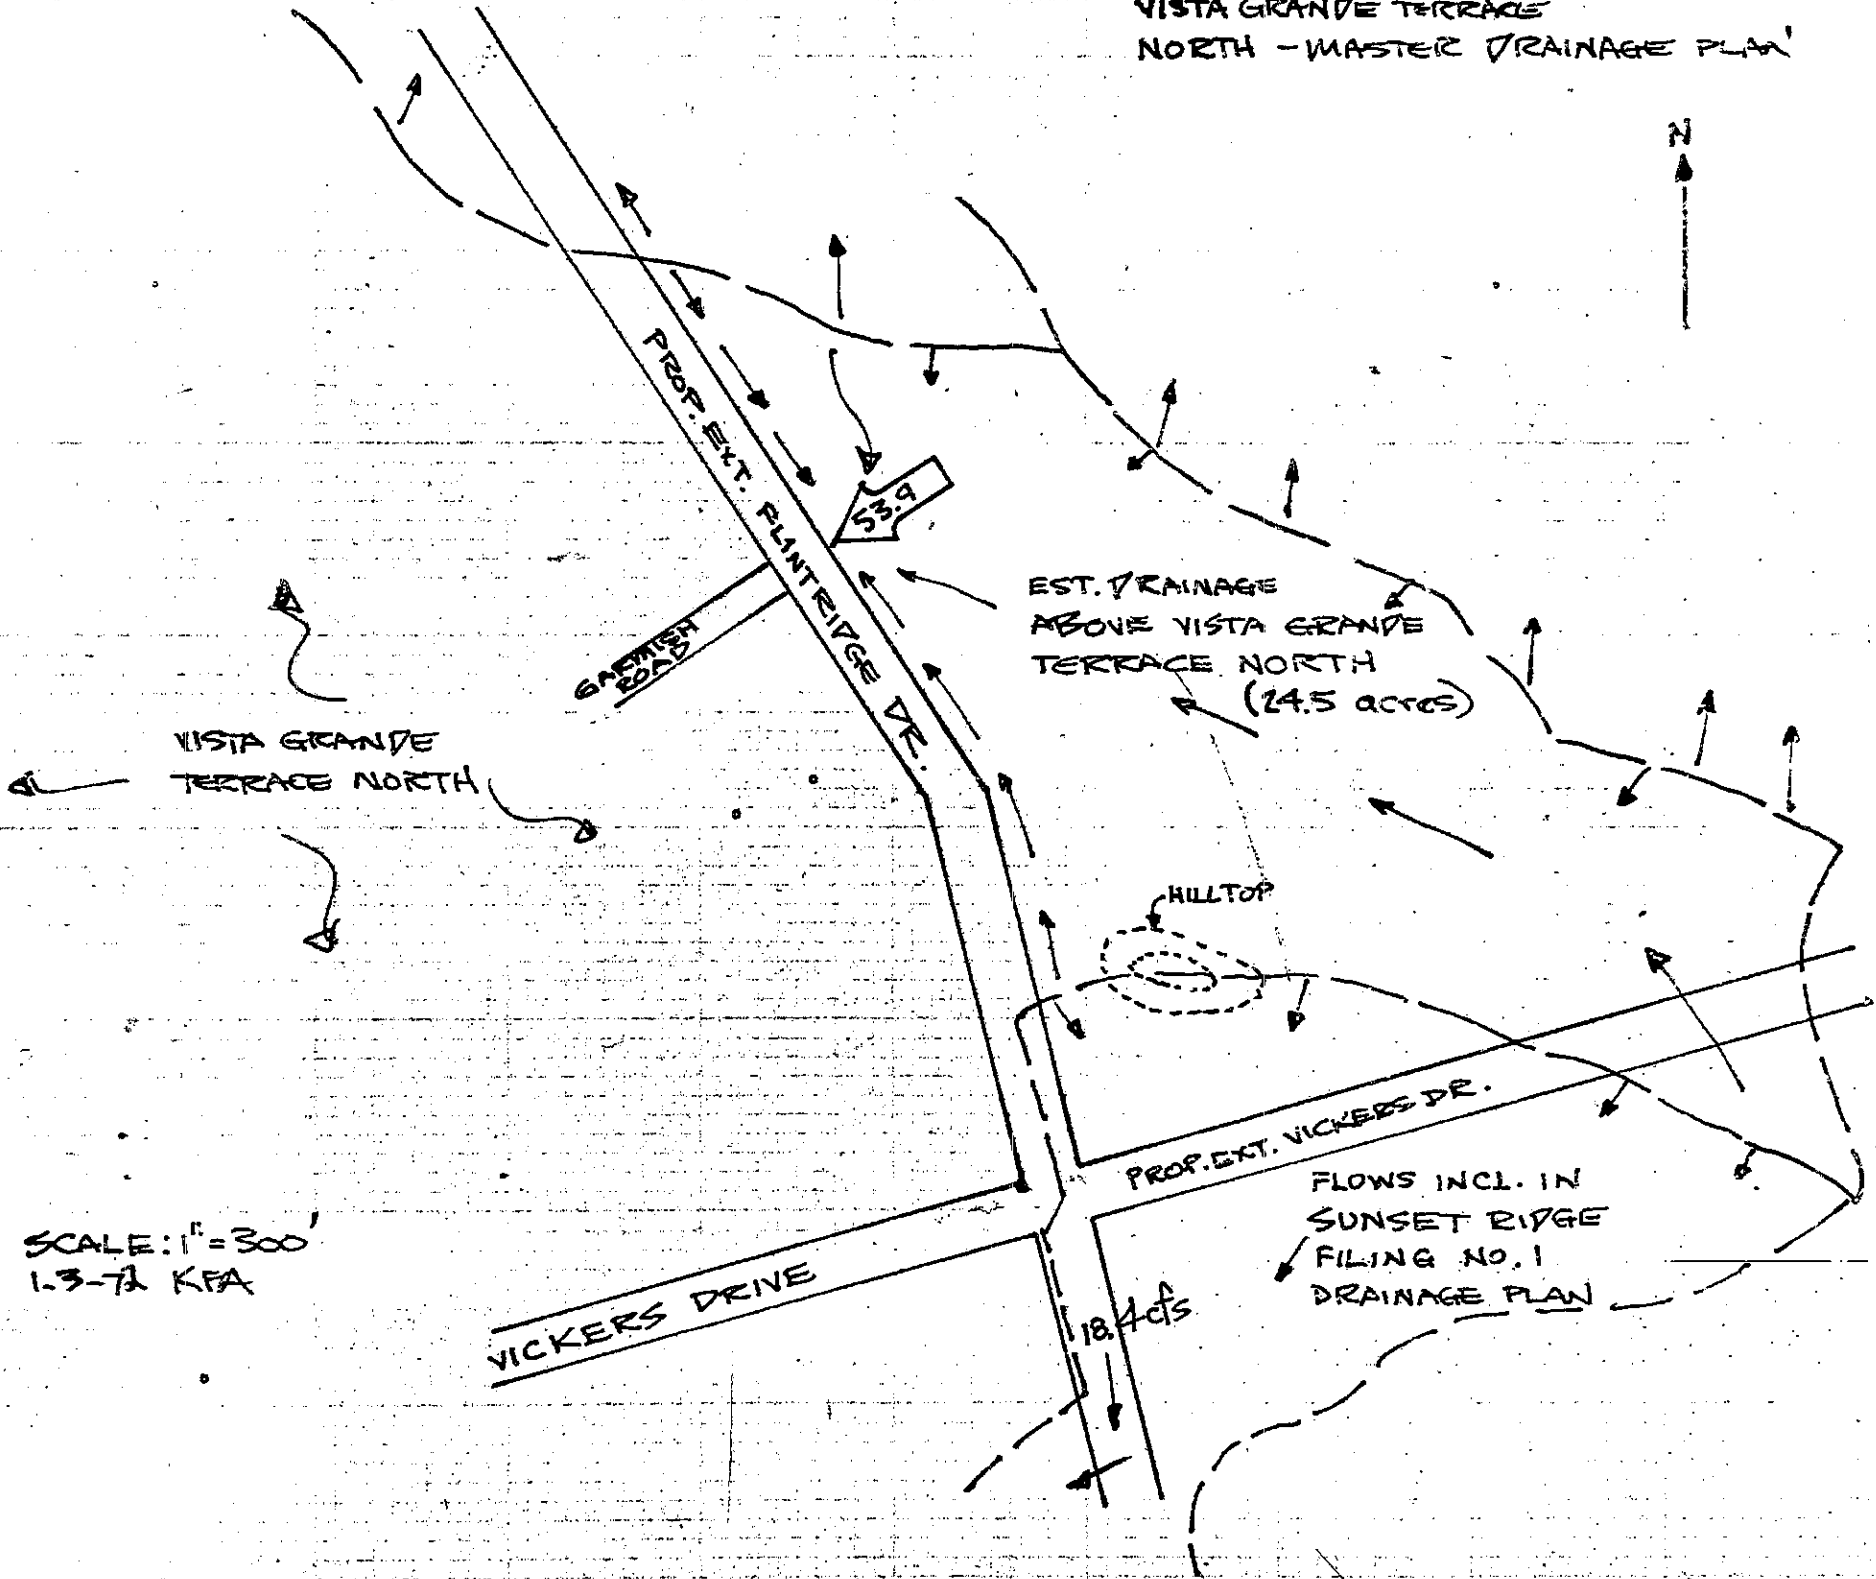 VISTA GRANDE TERRACE
NORTH - MASTER DRAINAGE PLAN
N
PROP. EXT. FLINTRIDGE DR.
53.9
GARMISH
ROAD
EST. DRAINAGE
ABOVE VISTA GRANDE
TERRACE NORTH
(24.5 acres)
VISTA GRANDE
TERRACE NORTH
HILLTOP
PROP. EXT. VICKERS DR.
FLOWS INCL. IN
SUNSET RIDGE
FILING NO. 1
DRAINAGE PLAN
SCALE: 1" = 300'
1-3-72 KFA
VICKERS DRIVE
18.4 cfs